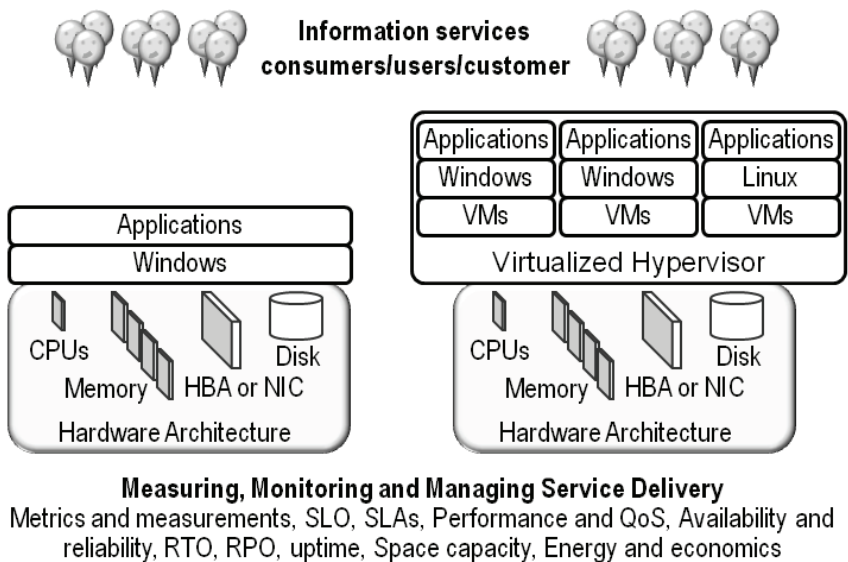 Information services
consumers/users/customer
Applications
Windows
CPUs
Memory
HBA or NIC
Disk
Hardware Architecture
Applications Applications Applications
Windows Windows Linux
VMs VMs VMs
Virtualized Hypervisor
CPUs
Memory
HBA or NIC
Disk
Hardware Architecture
Measuring, Monitoring and Managing Service Delivery
Metrics and measurements, SLO, SLAs, Performance and QoS, Availability and
reliability, RTO, RPO, uptime, Space capacity, Energy and economics